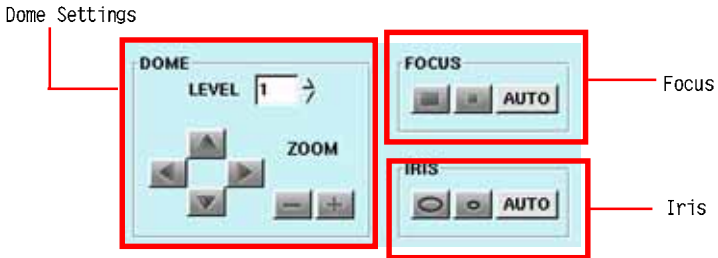 Dome Settings
DOME
LEVEL 1
ZOOM
- +
FOCUS
AUTO
Focus
IRIS
AUTO
Iris